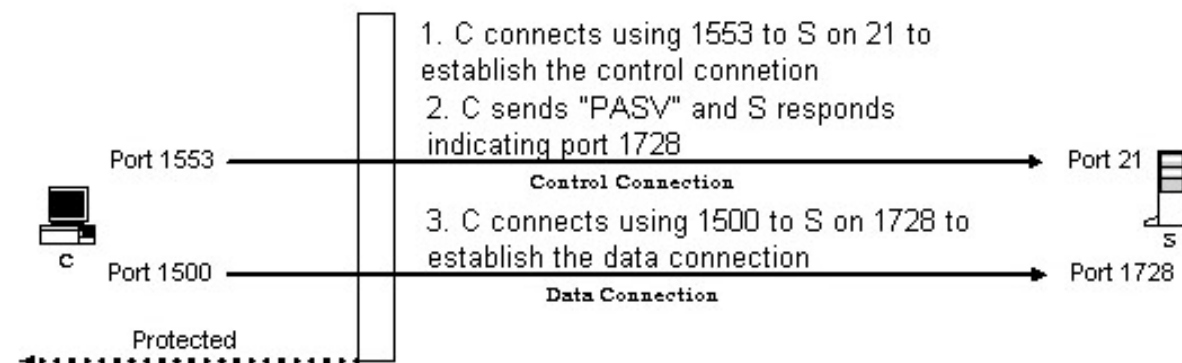 1. C connects using 1553 to S on 21 to
establish the control connetion
2. C sends "PASV" and S responds
indicating port 1728
Port 1553
Port 21
Control Connection
3. C connects using 1500 to S on 1728 to
establish the data connection
C
S
Port 1500
Port 1728
Data Connection
Protected